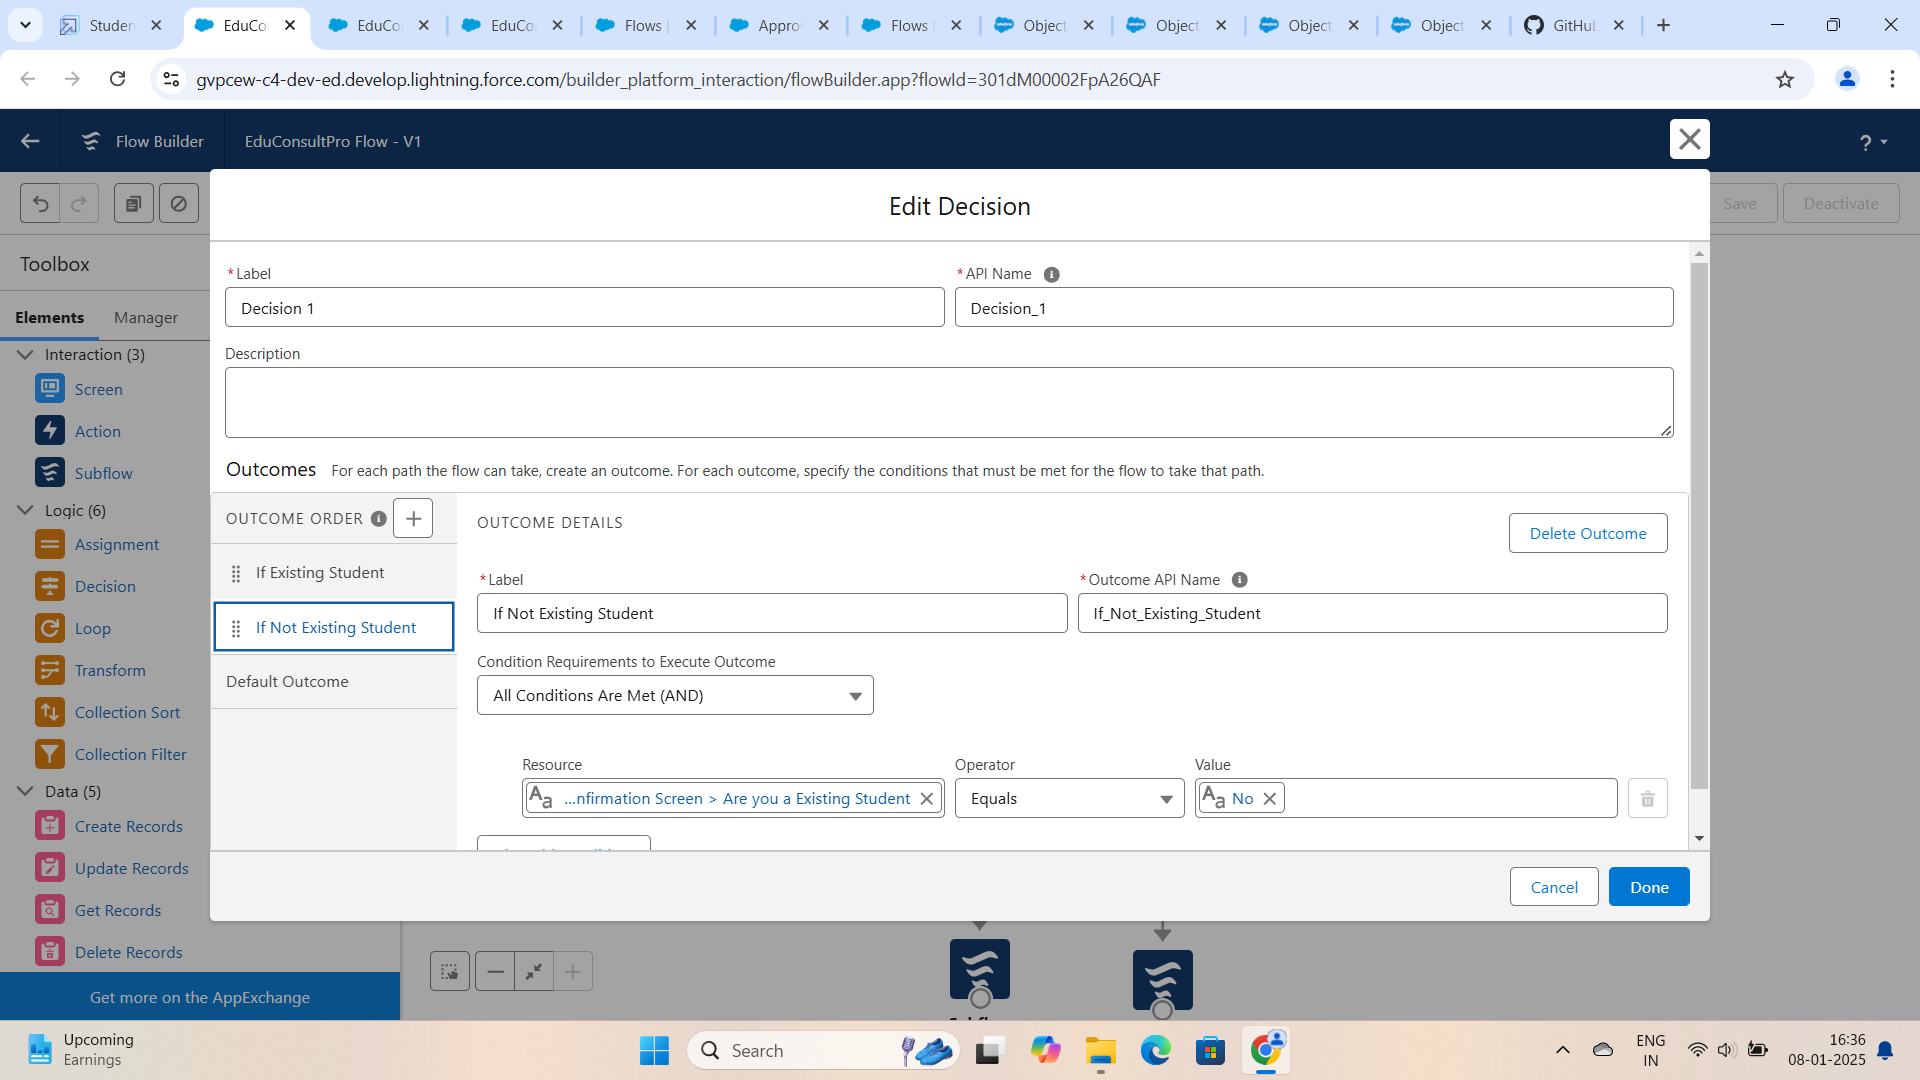 Studen
EduCo
EduCo
EduCo
Flows |
Approv
Flows |
Object
Object
Object
Object
GitHub
gvpcew-c4-dev-ed.develop.lightning.force.com/builder_platform_interaction/flowBuilder.app?flowId=301dM00002FpA26QAF
Flow Builder
EduConsultPro Flow - V1
?
Save
Deactivate
Edit Decision
Toolbox
Elements
Manager
Interaction (3)
Screen
Action
Subflow
Logic (6)
Assignment
Decision
Loop
Transform
Collection Sort
Collection Filter
Data (5)
Create Records
Update Records
Get Records
Delete Records
Get more on the AppExchange
*Label
*API Name
Decision 1
Decision_1
Description
Outcomes For each path the flow can take, create an outcome. For each outcome, specify the conditions that must be met for the flow to take that path.
OUTCOME ORDER
If Existing Student
If Not Existing Student
Default Outcome
OUTCOME DETAILS
Delete Outcome
*Label
*Outcome API Name
If Not Existing Student
If_Not_Existing_Student
Condition Requirements to Execute Outcome
All Conditions Are Met (AND)
Resource
Operator
Value
Aa ...nfirmation Screen > Are you a Existing Student
Equals
Aa No
Cancel
Done
Upcoming
Earnings
Search
ENG
IN
16:36
08-01-2025